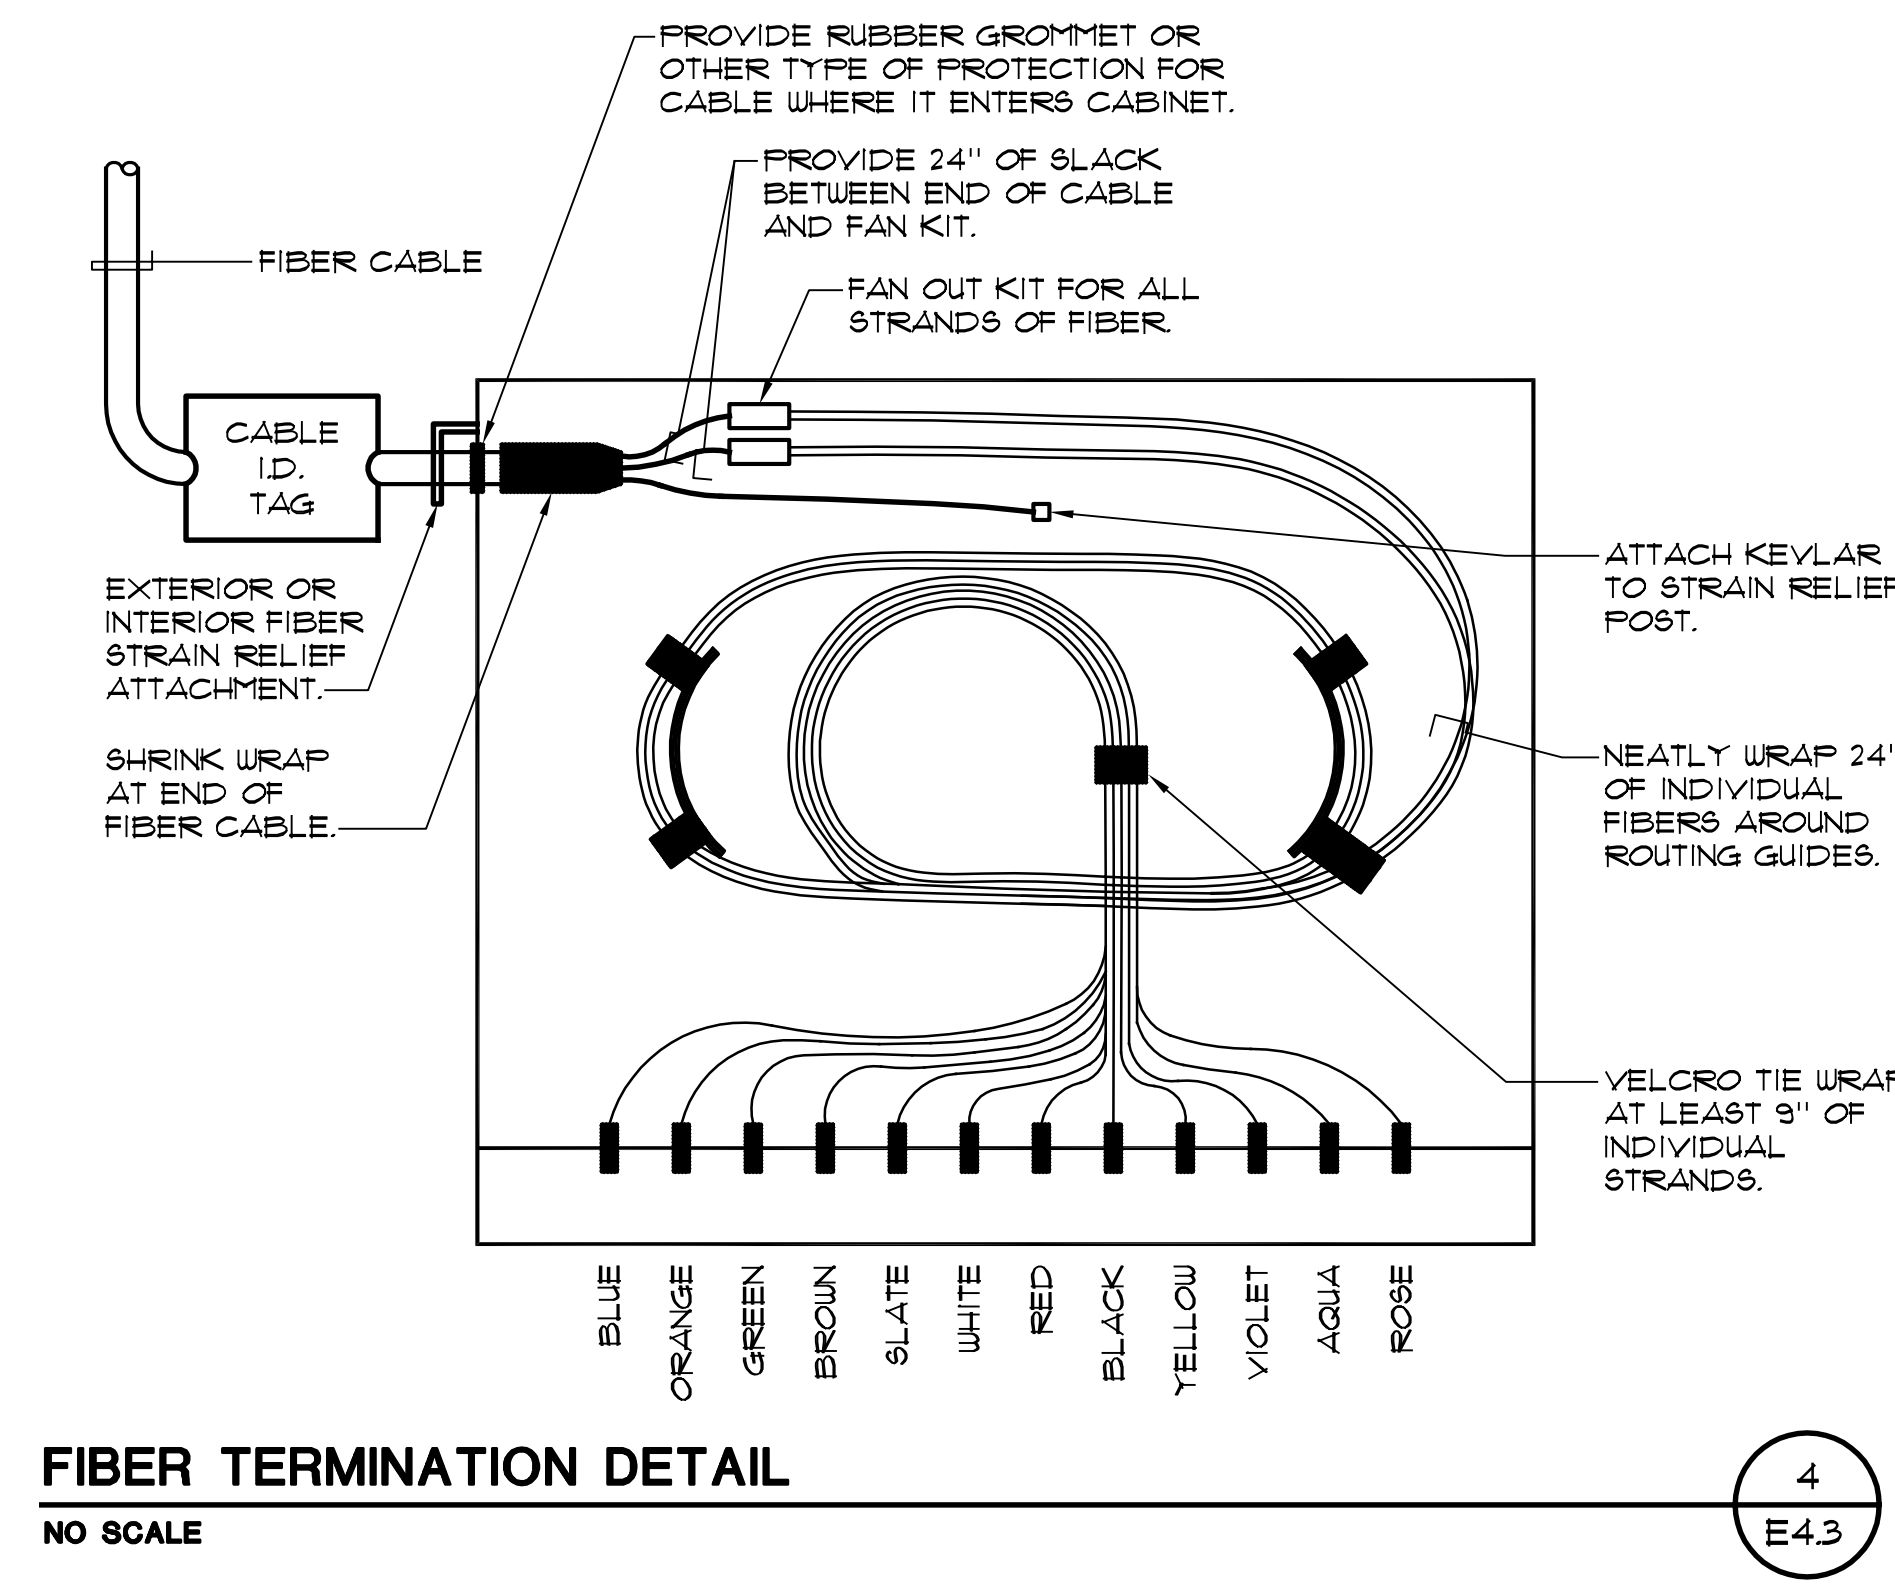 PROVIDE RUBBER GROMMET OR
OTHER TYPE OF PROTECTION FOR
CABLE WHERE IT ENTERS CABINET.
PROVIDE 24" OF SLACK
BETWEEN END OF CABLE
AND FAN KIT.
FIBER CABLE
FAN OUT KIT FOR ALL
STRANDS OF FIBER.
CABLE
I.D.
TAG
EXTERIOR OR
INTERIOR FIBER
STRAIN RELIEF
ATTACHMENT.
SHRINK WRAP
AT END OF
FIBER CABLE.
ATTACH KEVLAR
TO STRAIN RELIEF
POST.
NEATLY WRAP 24"
OF INDIVIDUAL
FIBERS AROUND
ROUTING GUIDES.
VELCRO TIE WRAP
AT LEAST 9" OF
INDIVIDUAL
STRANDS.
BLUE
ORANGE
GREEN
BROWN
SLATE
WHITE
RED
BLACK
YELLOW
VIOLET
AQUA
ROSE
FIBER TERMINATION DETAIL
NO SCALE
4
E4.3